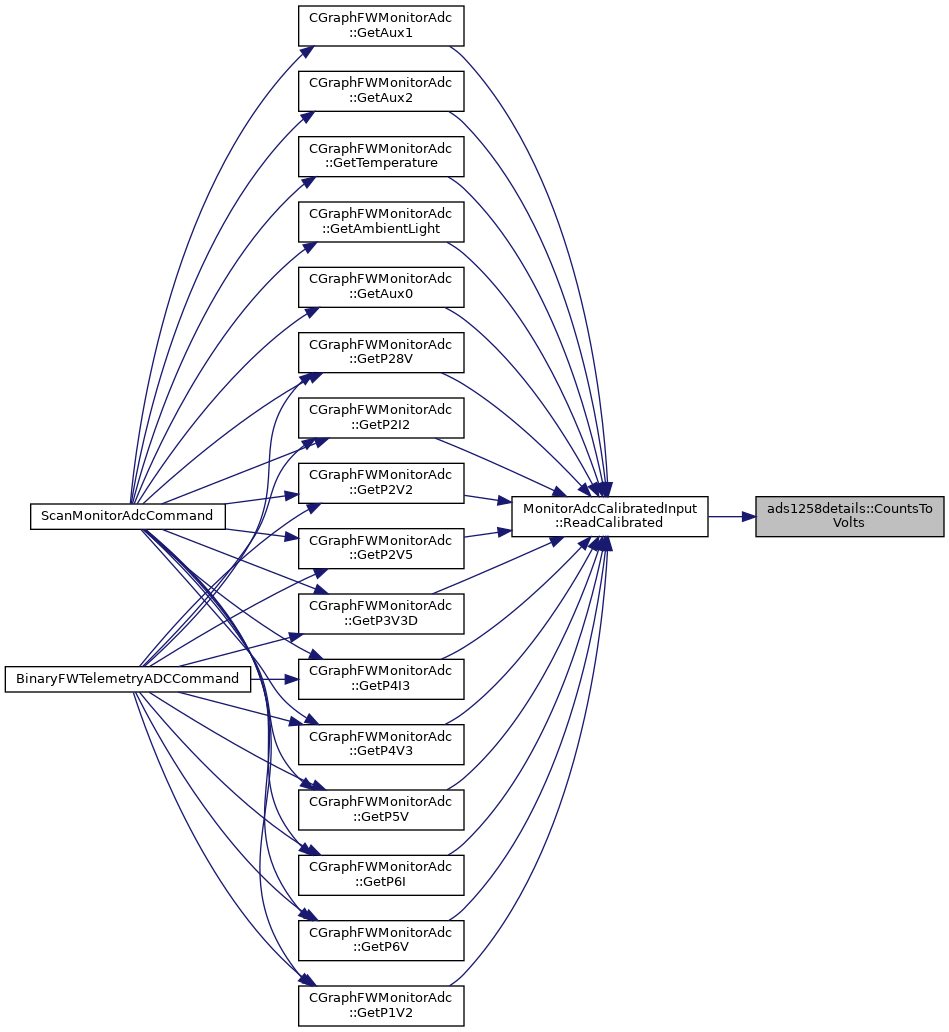 CGraphFWMonitorAdc
::GetAux1
CGraphFWMonitorAdc
::GetAux2
CGraphFWMonitorAdc
::GetTemperature
CGraphFWMonitorAdc
::GetAmbientLight
CGraphFWMonitorAdc
::GetAux0
CGraphFWMonitorAdc
::GetP28V
CGraphFWMonitorAdc
::GetP2I2
CGraphFWMonitorAdc
::GetP2V2
ScanMonitorAdcCommand
MonitorAdcCalibratedInput
::ReadCalibrated
ads1258details::CountsTo
Volts
CGraphFWMonitorAdc
::GetP2V5
CGraphFWMonitorAdc
::GetP3V3D
BinaryFWTelemetryADCCommand
CGraphFWMonitorAdc
::GetP4I3
CGraphFWMonitorAdc
::GetP4V3
CGraphFWMonitorAdc
::GetP5V
CGraphFWMonitorAdc
::GetP6I
CGraphFWMonitorAdc
::GetP6V
CGraphFWMonitorAdc
::GetP1V2